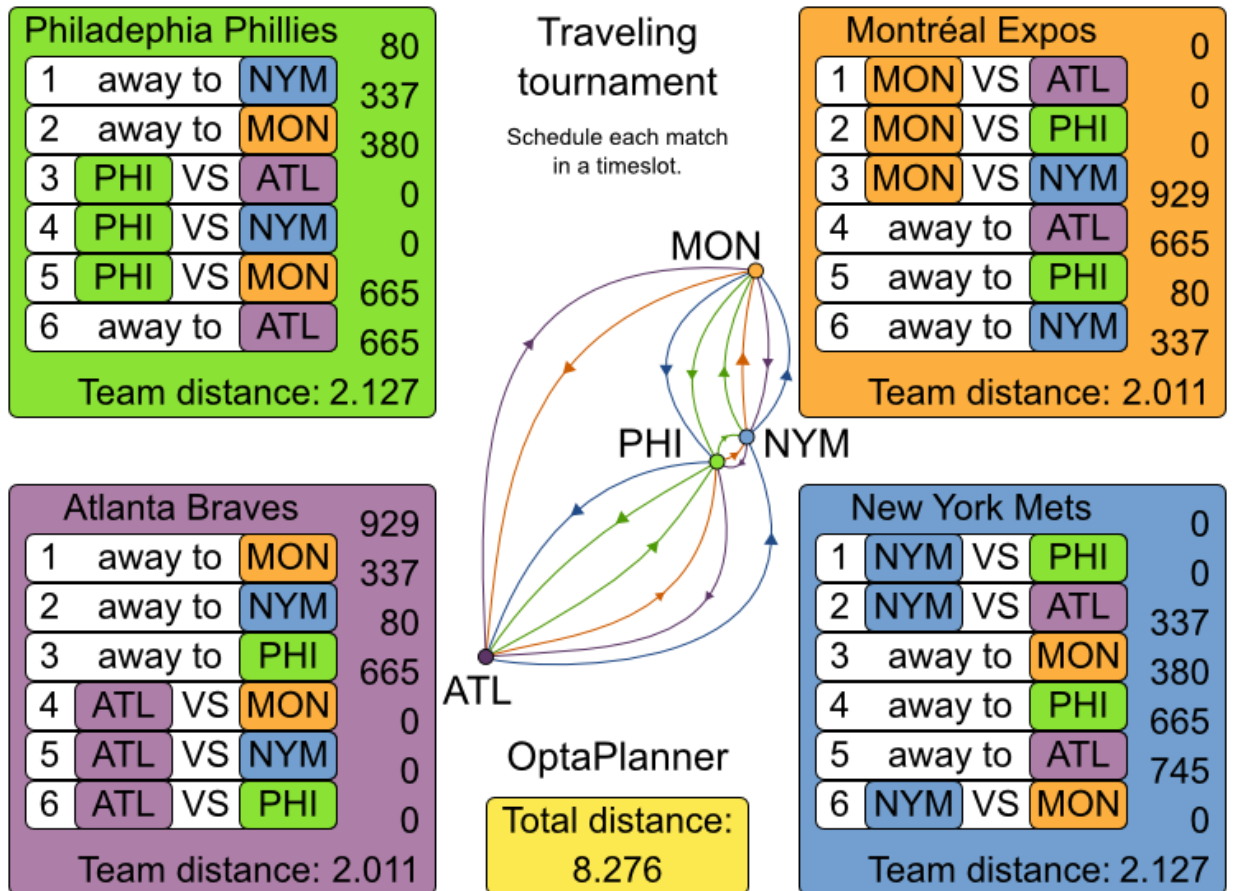 Philadephia Phillies
80
1 away to NYM
337
2 away to MON
380
3 PHI VS ATL
0
4 PHI VS NYM
0
5 PHI VS MON
665
6 away to ATL
665
Team distance: 2.127
Traveling
tournament
Schedule each match
in a timeslot.
Montréal Expos
0
1 MON VS ATL
0
2 MON VS PHI
0
3 MON VS NYM
929
4 away to ATL
665
5 away to PHI
80
6 away to NYM
337
Team distance: 2.011
MON
PHI
NYM
ATL
Atlanta Braves
929
1 away to MON
337
2 away to NYM
80
3 away to PHI
665
4 ATL VS MON
0
5 ATL VS NYM
0
6 ATL VS PHI
0
Team distance: 2.011
OptaPlanner
Total distance:
8.276
New York Mets
0
1 NYM VS PHI
0
2 NYM VS ATL
337
3 away to MON
380
4 away to PHI
665
5 away to ATL
745
6 NYM VS MON
0
Team distance: 2.127